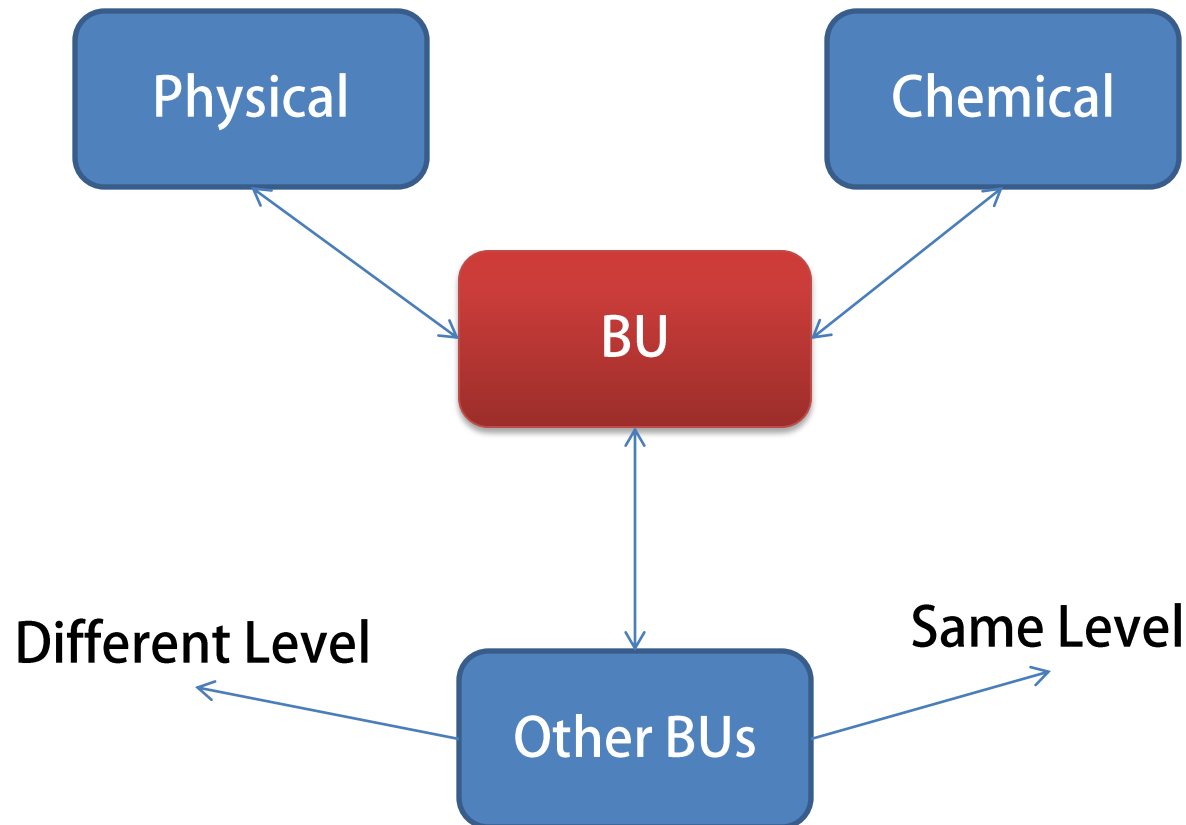 Physical
Chemical
BU
Different Level
Same Level
Other BUs